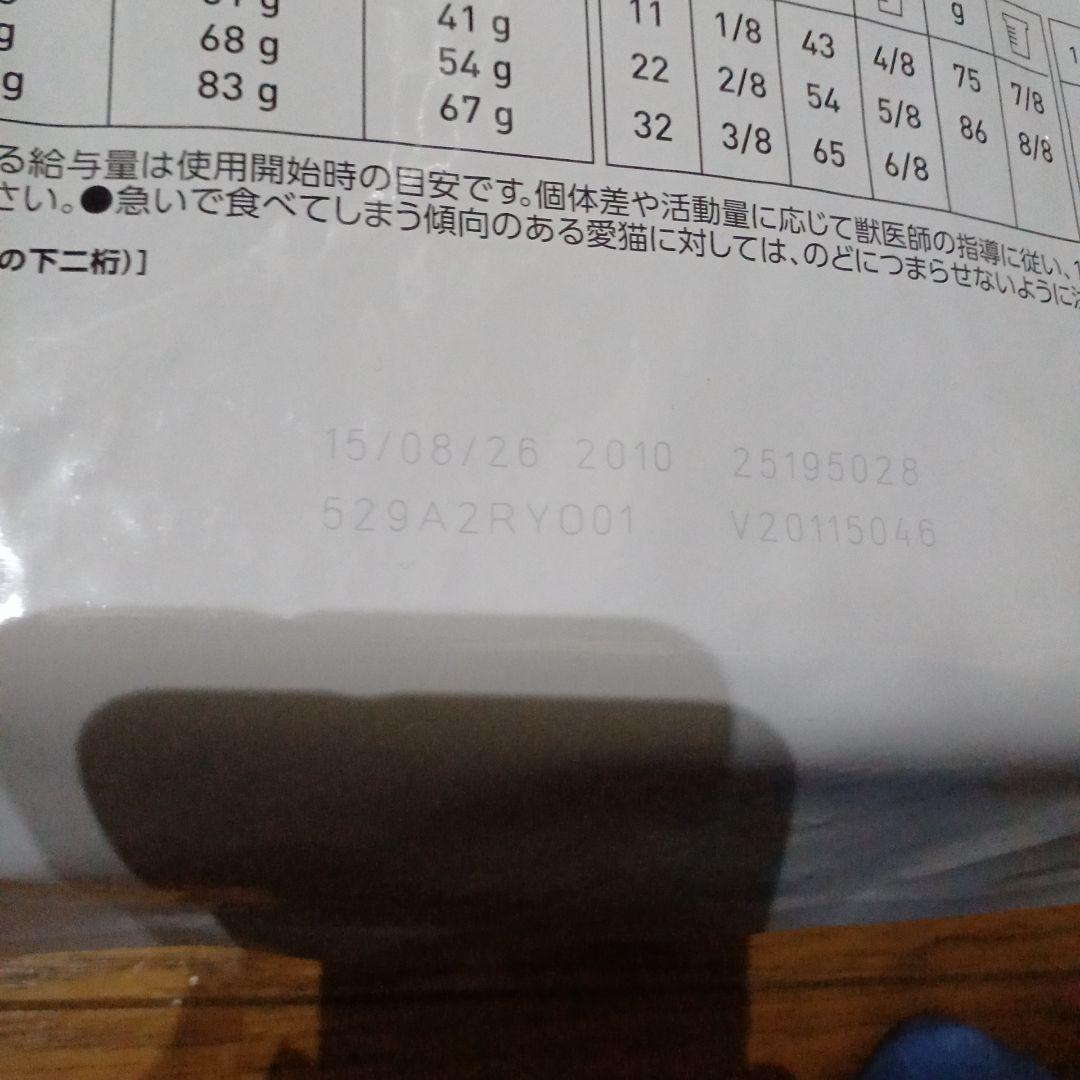 g 41 g
g 68 g 54 g
g 83 g 67 g
g
11 1/8 43 4/8 75 7/8
22 2/8 54 5/8 86 8/8
32 3/8 65 6/8
る給与量は使用開始時の目安です。個体差や活動量に応じて獣医師の指導に従い、1
さい。●急いで食べてしまう傾向のある愛猫に対しては、のどにつまらせないように
の下二桁)]
15/08/26 2010 25195028
529A2RY001 V20115046